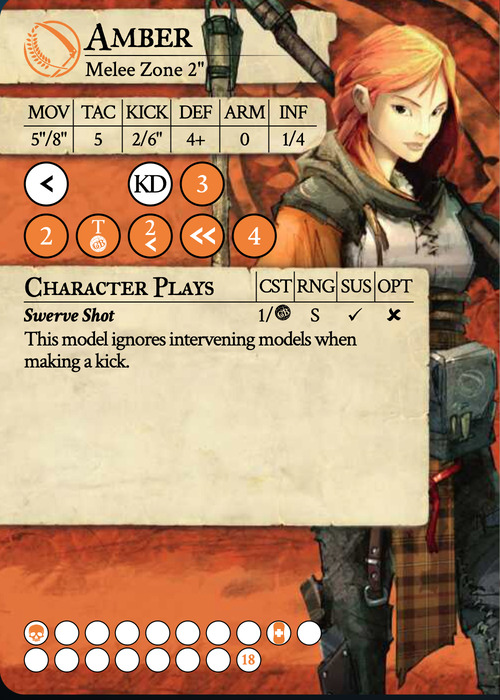 AMBER
Melee Zone 2"
MOV TAC KICK DEF ARM INF
5"/8" 5 2/6" 4+ 0 1/4
< KD 3
2 T GB 2 < << 4
CHARACTER PLAYS CST RNG SUS OPT
Swerve Shot 1/GB S ✓ ✘
This model ignores intervening models when
making a kick.
18